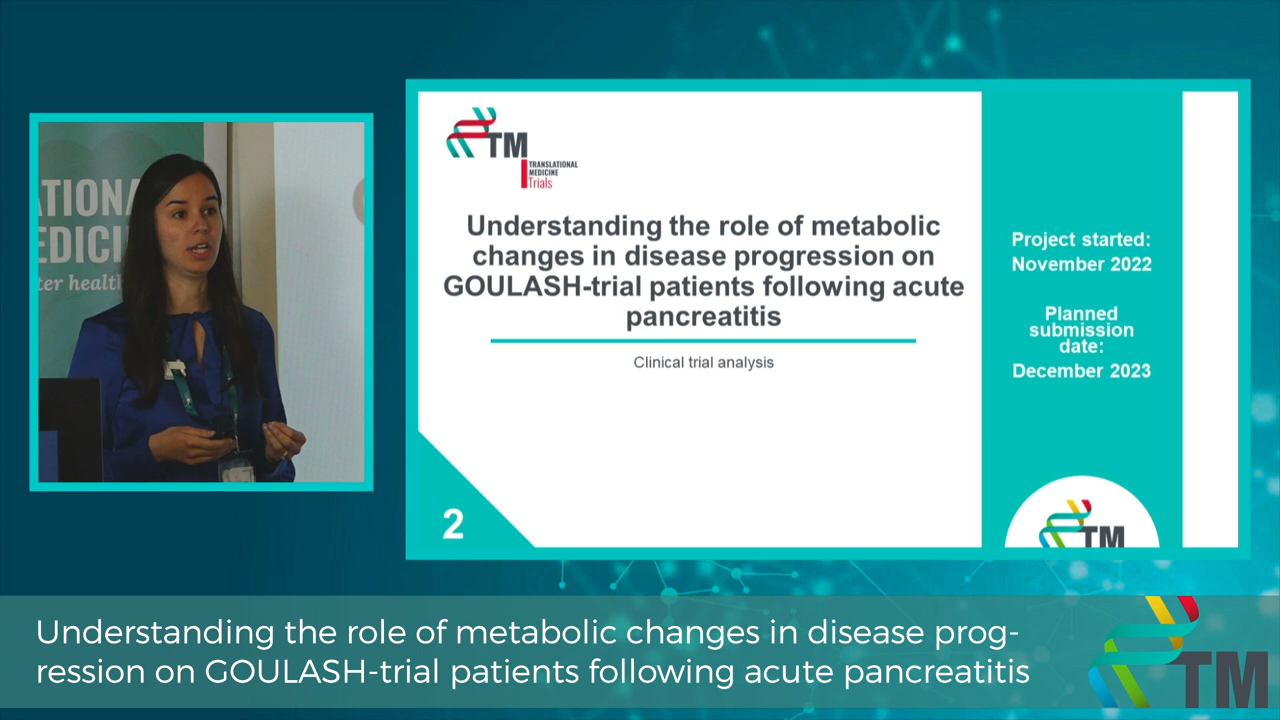 ATIONA
EDICI
ter health
TM
TRANSLATIONAL
MEDICINE
Trials
Understanding the role of metabolic
changes in disease progression on
GOULASH-trial patients following acute
pancreatitis
Clinical trial analysis
2
Project started:
November 2022
Planned
submission
date:
December 2023
TM
Understanding the role of metabolic changes in disease prog-
ression on GOULASH-trial patients following acute pancreatitis
TM